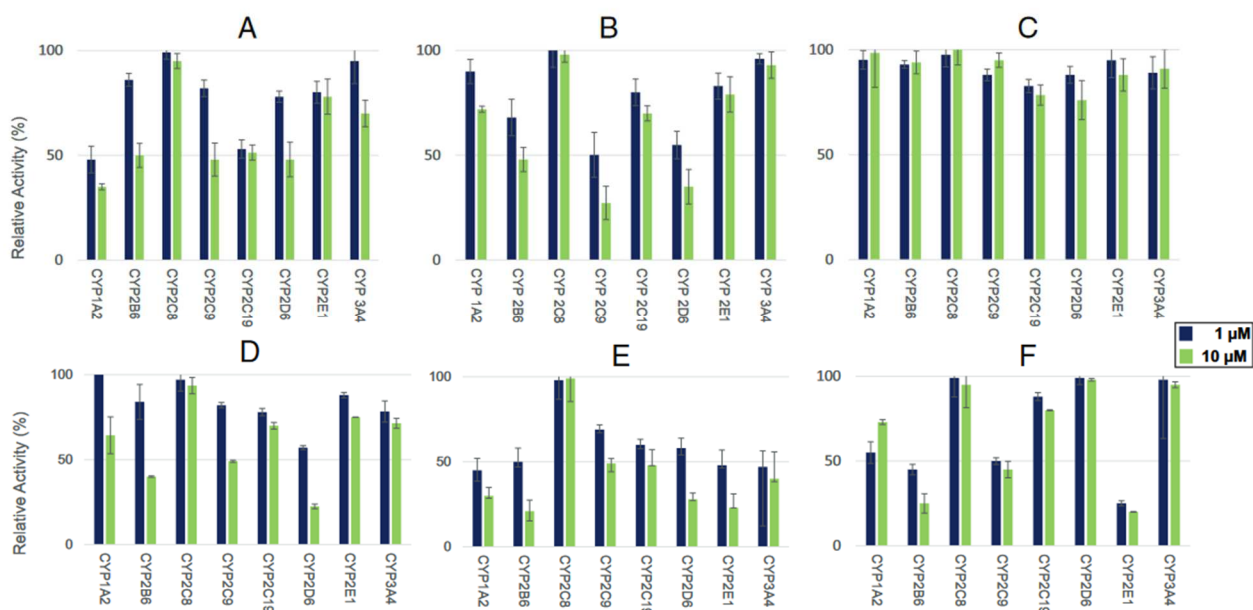 A
B
C
Relative Activity (%)
100
50
0
CYP1A2
CYP2B6
CYP2C8
CYP2C9
CYP2C19
CYP2D6
CYP2E1
CYP 3A4
100
50
0
CYP 1A2
CYP 2B6
CYP 2C8
CYP 2C9
CYP 2C19
CYP 2D6
CYP 2E1
CYP 3A4
100
50
0
CYP1A2
CYP2B6
CYP2C8
CYP2C9
CYP2C19
CYP2D6
CYP2E1
CYP3A4
1 µM
10 µM
D
E
F
Relative Activity (%)
100
50
0
CYP1A2
CYP2B6
CYP2C8
CYP2C9
CYP2C19
CYP2D6
CYP2E1
CYP3A4
100
50
0
CYP1A2
CYP2B6
CYP2C8
CYP2C9
CYP2C19
CYP2D6
CYP2E1
CYP3A4
100
50
0
CYP1A2
CYP2B6
CYP2C8
CYP2C9
CYP2C19
CYP2D6
CYP2E1
CYP3A4